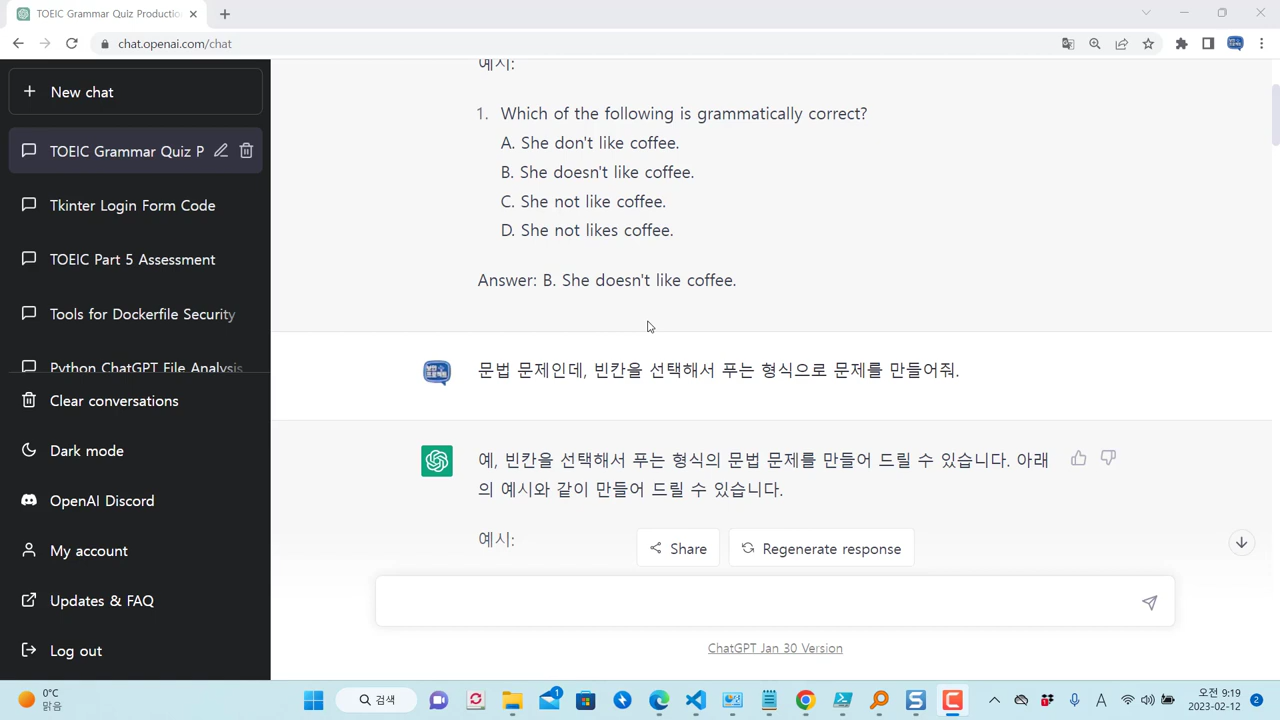 TOEIC Grammar Quiz Productio
chat.openai.com/chat
New chat
TOEIC Grammar Quiz P
Tkinter Login Form Code
TOEIC Part 5 Assessment
Tools for Dockerfile Security
Python ChatGPT File Analysis
Clear conversations
Dark mode
OpenAI Discord
My account
Updates & FAQ
Log out
예시:
1. Which of the following is grammatically correct?
A. She don't like coffee.
B. She doesn't like coffee.
C. She not like coffee.
D. She not likes coffee.
Answer: B. She doesn't like coffee.
문법 문제인데, 빈칸을 선택해서 푸는 형식으로 문제를 만들어줘.
예, 빈칸을 선택해서 푸는 형식의 문법 문제를 만들어 드릴 수 있습니다. 아래
의 예시와 같이 만들어 드릴 수 있습니다.
예시:
Share
Regenerate response
ChatGPT Jan 30 Version
0°C
맑음
검색
1
A
오전 9:19
2023-02-12
2